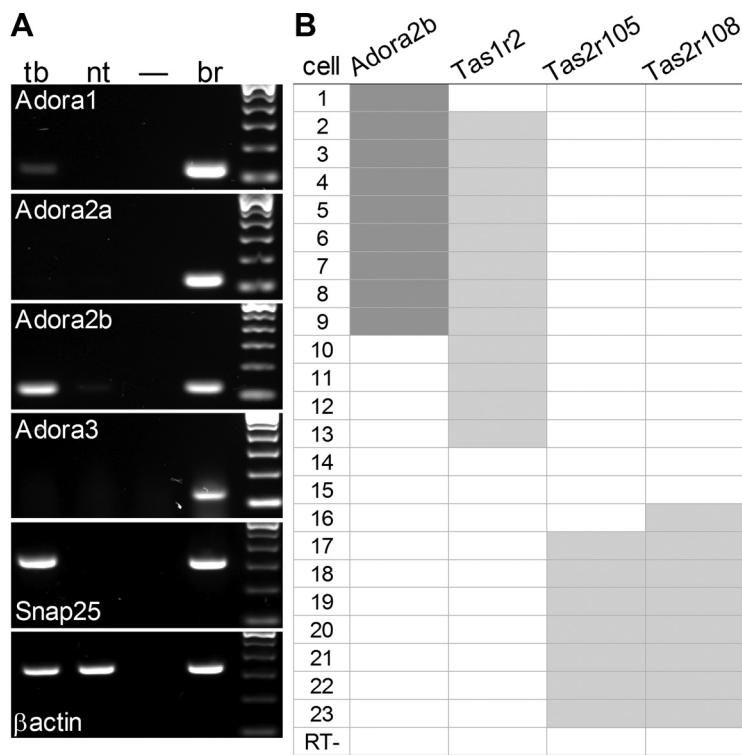 A
tb nt — br
Adora1
Adora2a
Adora2b
Adora3
Snap25
βactin
B
cell Adora2b Tas1r2 Tas2r105 Tas2r108
1
2
3
4
5
6
7
8
9
10
11
12
13
14
15
16
17
18
19
20
21
22
23
RT-